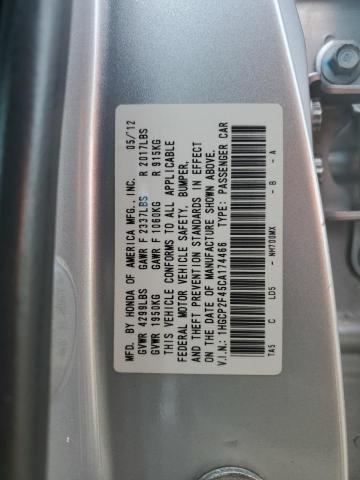 MFD. BY HONDA OF AMERICA MFG., INC. 05/12
GVWR 4299LBS GAWR F 2337LBS R 2017LBS
GVWR 1950KG GAWR F 1060KG R 915KG
THIS VEHICLE CONFORMS TO ALL APPLICABLE
FEDERAL MOTOR VEHICLE SAFETY, BUMPER,
AND THEFT PREVENTION STANDARDS IN EFFECT
ON THE DATE OF MANUFACTURE SHOWN ABOVE.
V.I.N.: 1HGCP2F45CA174466 TYPE: PASSENGER CAR
TA5 C LD5 - NH700MX - B - A